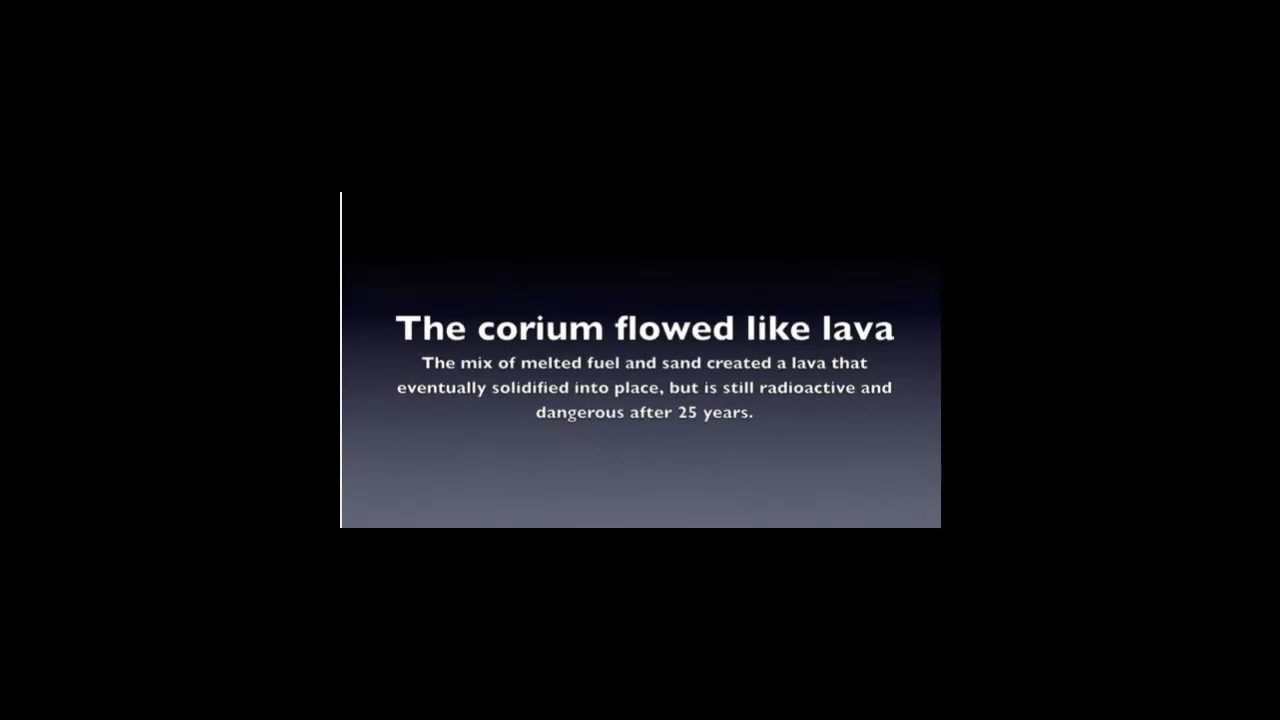 The corium flowed like lava
The mix of melted fuel and sand created a lava that
eventually solidified into place, but is still radioactive and
dangerous after 25 years.